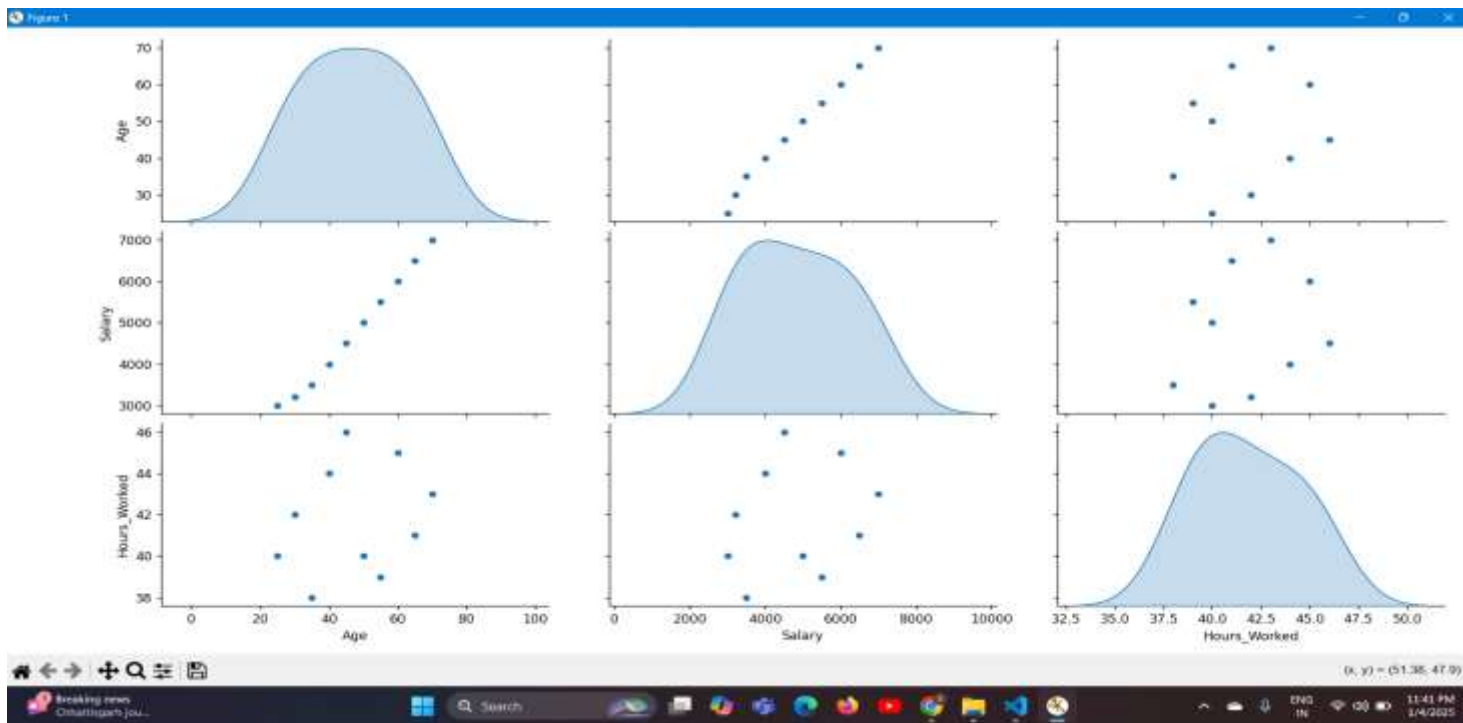 Figure 1
70
60
50
40
30
Age
7000
6000
5000
4000
3000
Salary
46
44
42
40
38
Hours_Worked
0 20 40 60 80 100
Age
0 2000 4000 6000 8000 10000
Salary
32.5 35.0 37.5 40.0 42.5 45.0 47.5 50.0
Hours_Worked
(x, y) = (51.38, 47.9)
Breaking news
Chhattisgarh jou...
Search
ENG
IN
11:41 PM
1/4/2025